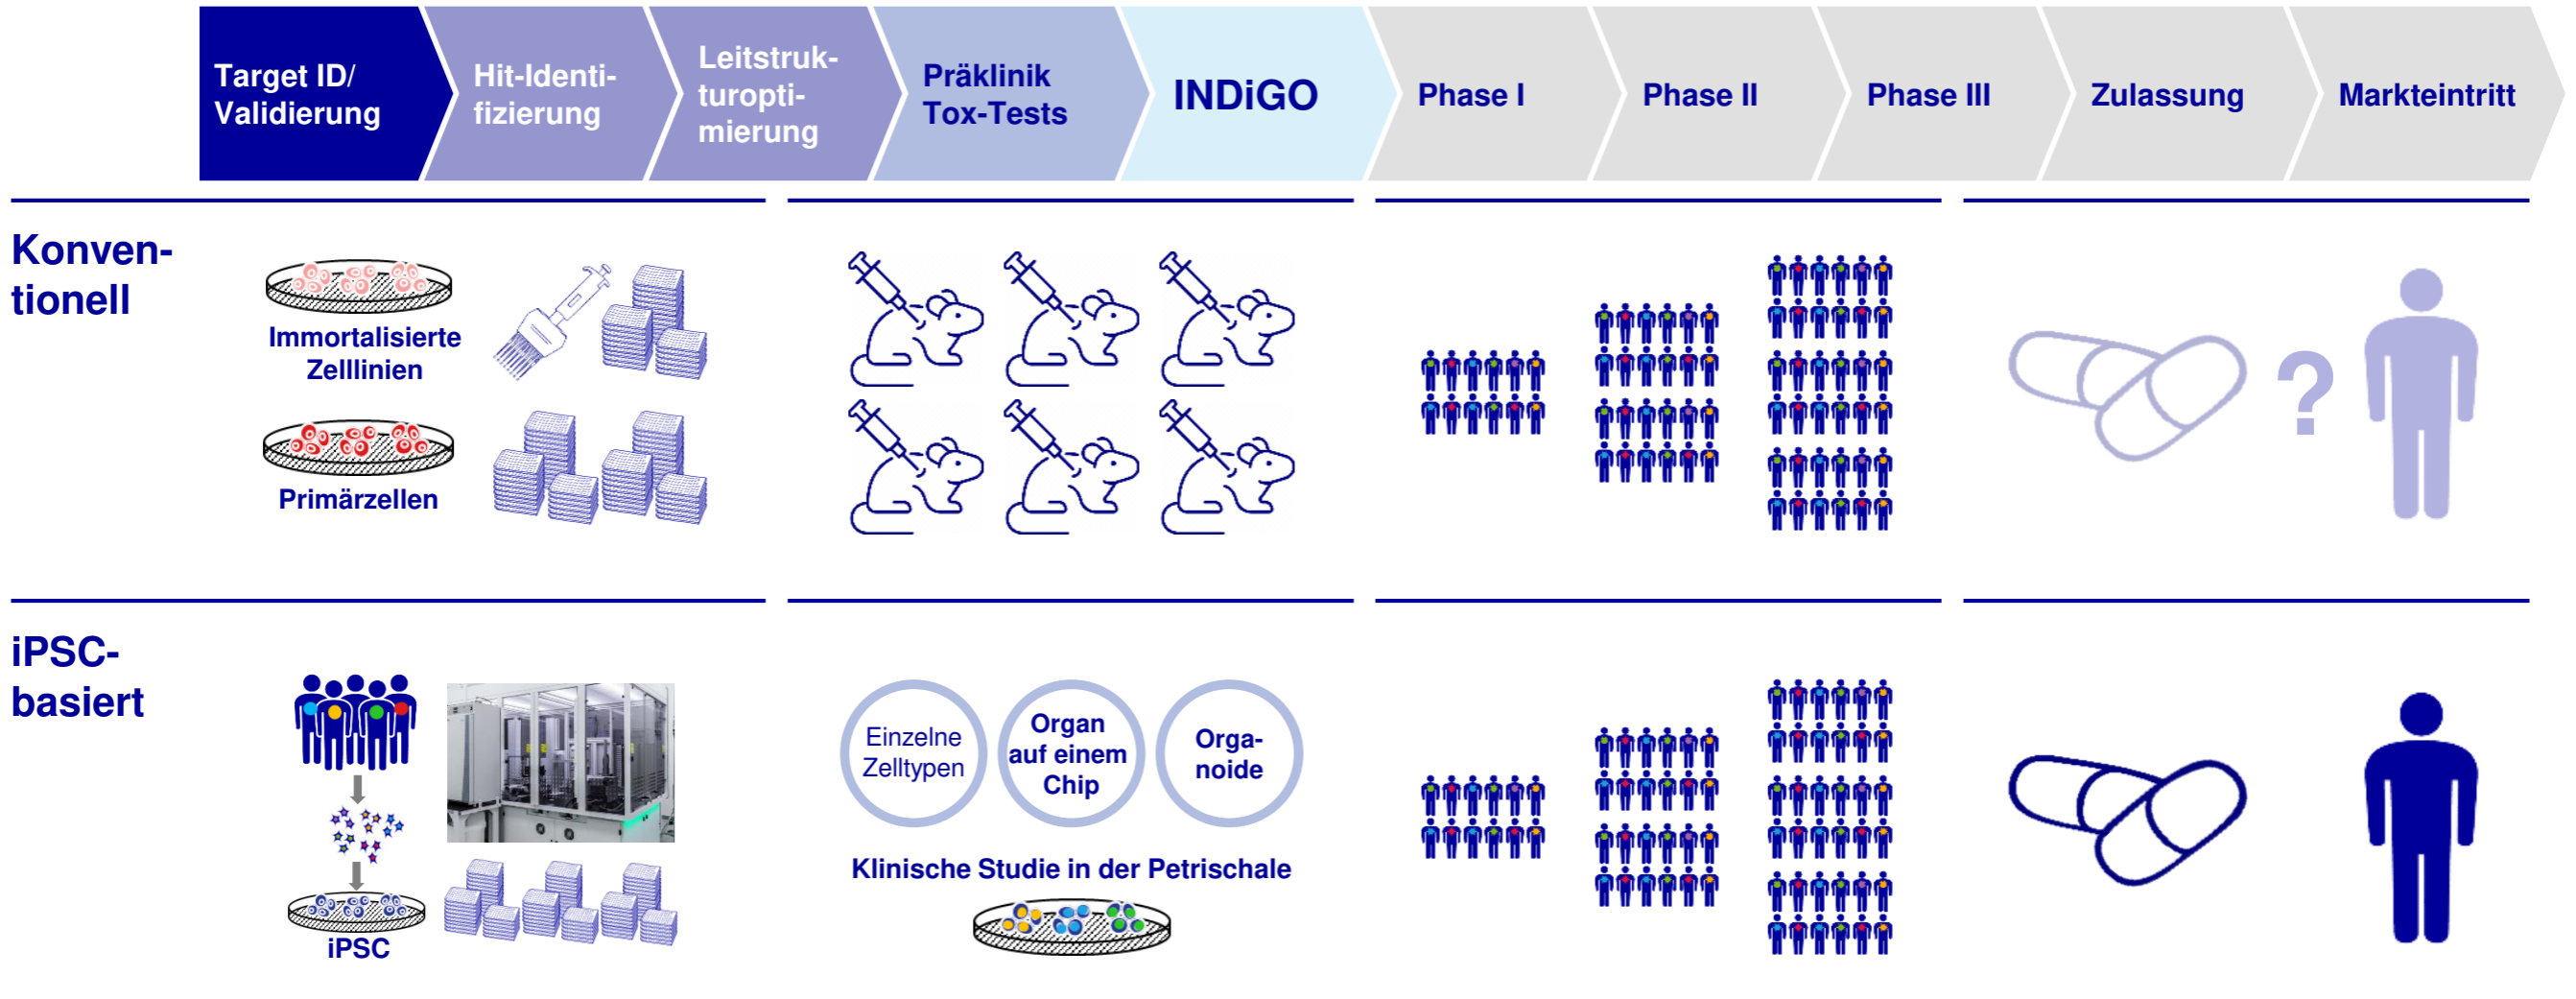 Target ID/
Validierung
Hit-Identi-
fizierung
Leitstruk-
turopti-
mierung
Präklinik
Tox-Tests
INDiGO
Phase I
Phase II
Phase III
Zulassung
Markteintritt
Konven-
tionell
Immortalisierte
Zelllinien
Primärzellen
?
iPSC-
basiert
iPSC
Einzelne
Zelltypen
Organ
auf einem
Chip
Orga-
noide
Klinische Studie in der Petrischale